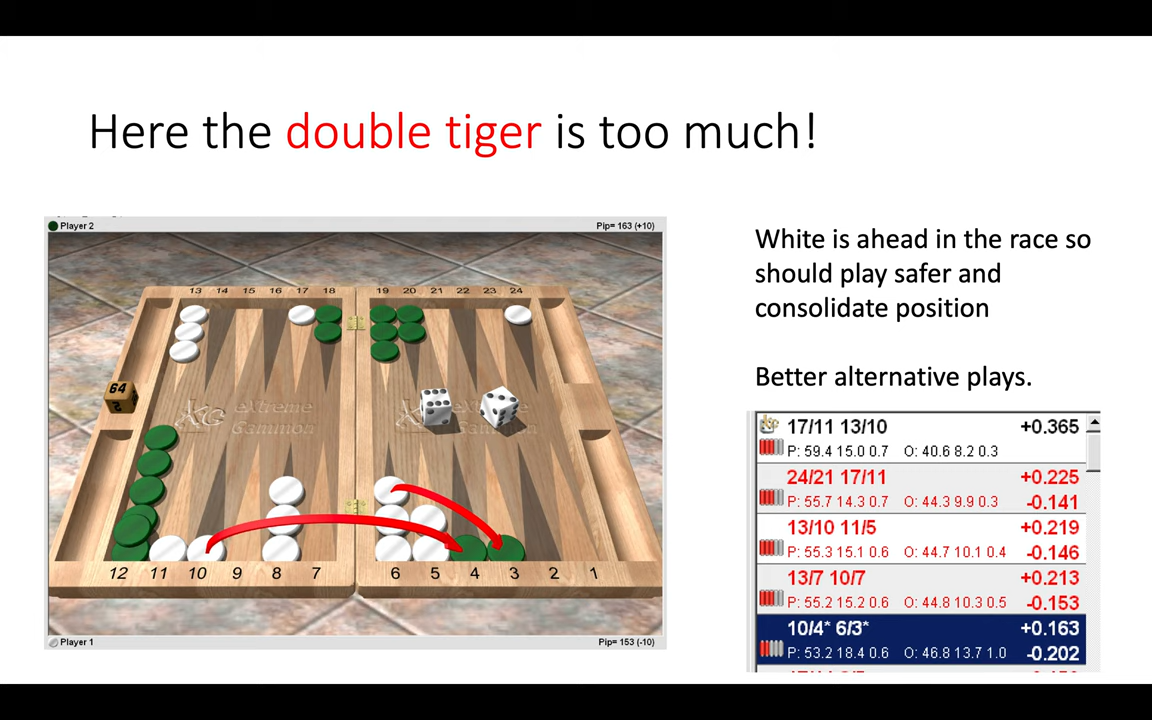 Here the double tiger is too much!
Player 2
Pip= 163 (+10)
13 14 15 16 17 18 19 20 21 22 23 24
64
2
XG eXtreme Gammon
XG eXtreme Gammon
12 11 10 9 8 7 6 5 4 3 2 1
Player 1
Pip= 153 (-10)
White is ahead in the race so
should play safer and
consolidate position
Better alternative plays.
17/11 13/10 +0.365
P: 59.4 15.0 0.7 O: 40.6 8.2 0.3
24/21 17/11 +0.225
P: 55.7 14.3 0.7 O: 44.3 9.9 0.3 -0.141
13/10 11/5 +0.219
P: 55.3 15.1 0.6 O: 44.7 10.1 0.4 -0.146
13/7 10/7 +0.213
P: 55.2 15.2 0.6 O: 44.8 10.3 0.5 -0.153
10/4* 6/3* +0.163
P: 53.2 18.4 0.6 O: 46.8 13.7 1.0 -0.202